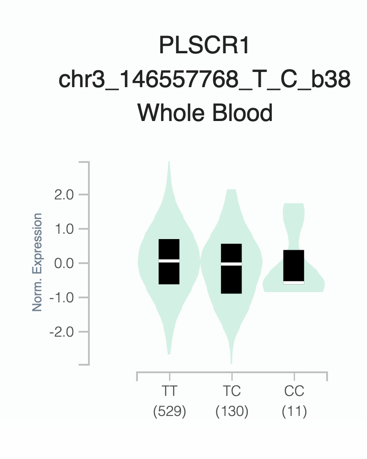 PLSCR1
chr3_146557768_T_C_b38
Whole Blood
Norm. Expression
2.0
1.0
0.0
-1.0
-2.0
TT TC CC
(529) (130) (11)